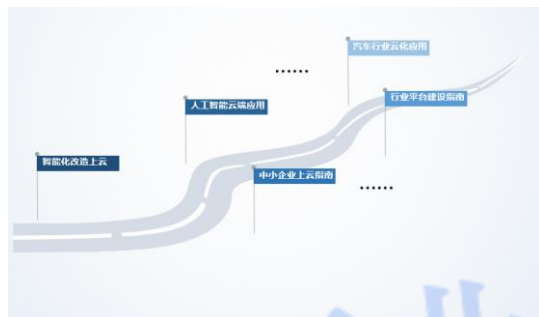 汽车行业云化应用
……
行业平台建设指南
人工智能云端应用
智能化改造上云
中小企业上云指南
……